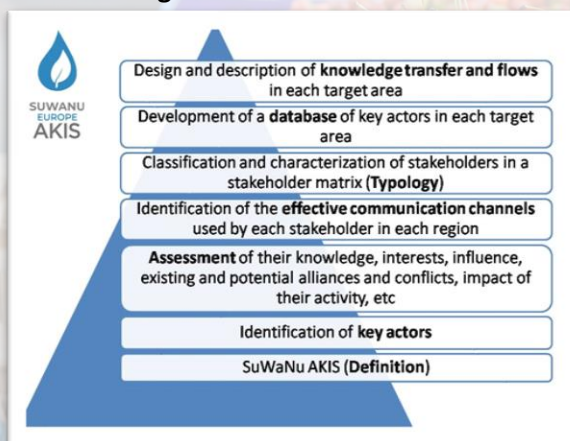 SUWANU
EUROPE
AKIS
Design and description of knowledge transfer and flows
in each target area
Development of a database of key actors in each target
area
Classification and characterization of stakeholders in a
stakeholder matrix (Typology)
Identification of the effective communication channels
used by each stakeholder in each region
Assessment of their knowledge, interests, influence,
existing and potential alliances and conflicts, impact of
their activity, etc
Identification of key actors
SuWaNu AKIS (Definition)